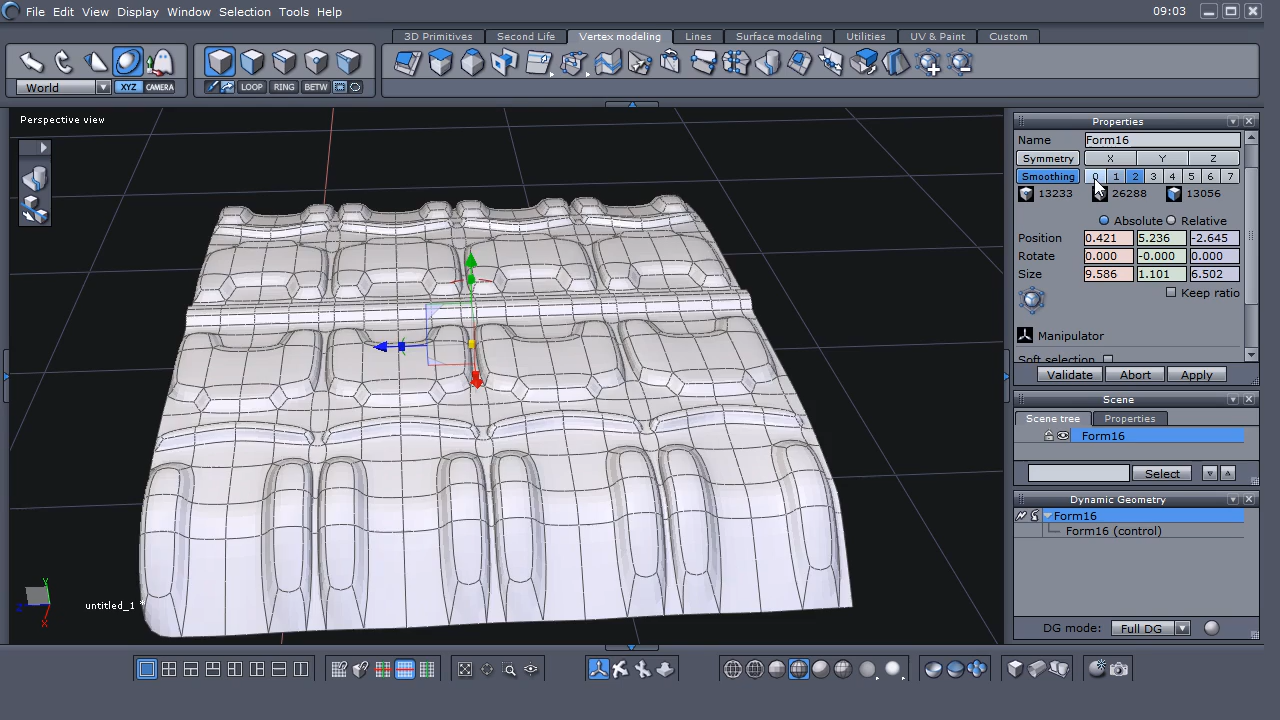 File Edit View Display Window Selection Tools Help 09:03
3D Primitives Second Life Vertex modeling Lines Surface modeling Utilities UV & Paint Custom
World XYZ CAMERA LOOP RING BETW
Perspective view
Properties
Name Form16
Symmetry X Y Z
Smoothing 0 1 2 3 4 5 6 7
13233 26288 13056
Absolute Relative
Position 0.421 5.236 -2.645
Rotate 0.000 -0.000 0.000
Size 9.586 1.101 6.502
Keep ratio
Manipulator
Soft selection
Validate Abort Apply
Scene
Scene tree Properties
Form16
Select
Dynamic Geometry
Form16
Form16 (control)
DG mode: Full DG
Y
Z
X
untitled_1 *